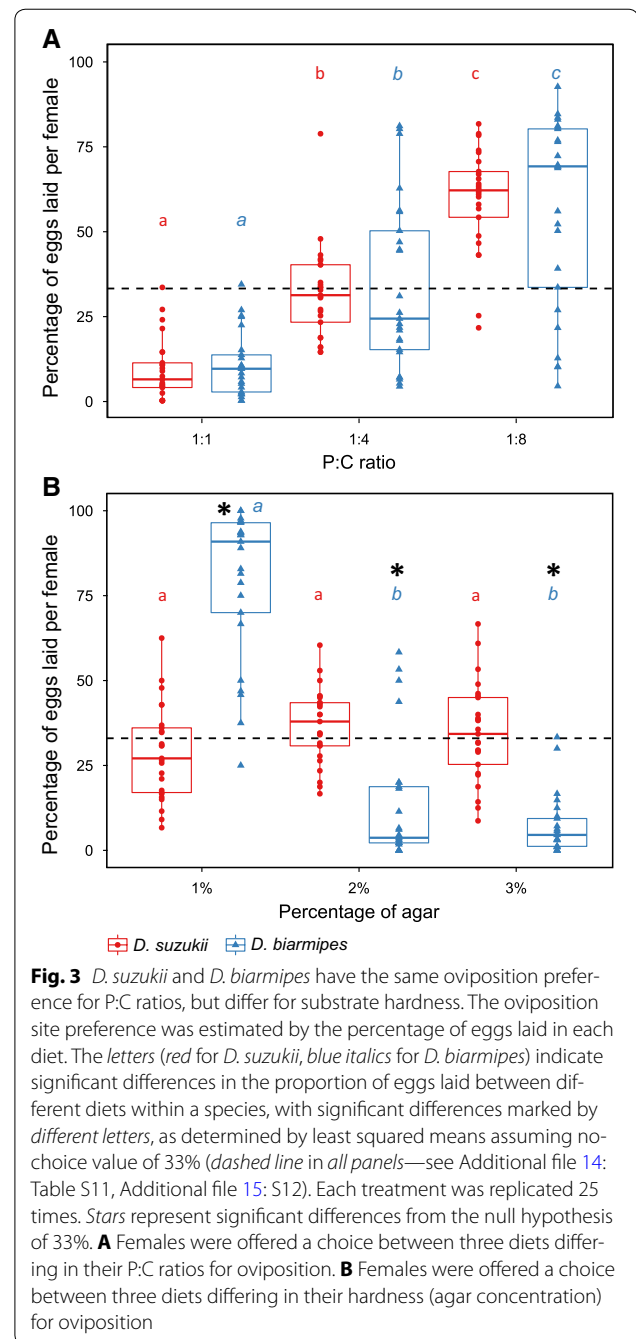 A
100
75
50
25
0
Percentage of eggs laid per female
a
a
b
b
c
c
1:1
1:4
1:8
P:C ratio
B
100
75
50
25
0
Percentage of eggs laid per female
a
*
a
a
*
b
a
*
b
1%
2%
3%
Percentage of agar
D. suzukii D. biarmipes
Fig. 3 D. suzukii and D. biarmipes have the same oviposition prefer-
ence for P:C ratios, but differ for substrate hardness. The oviposition
site preference was estimated by the percentage of eggs laid in each
diet. The letters (red for D. suzukii, blue italics for D. biarmipes) indicate
significant differences in the proportion of eggs laid between dif-
ferent diets within a species, with significant differences marked by
different letters, as determined by least squared means assuming no-
choice value of 33% (dashed line in all panels—see Additional file 14:
Table S11, Additional file 15: S12). Each treatment was replicated 25
times. Stars represent significant differences from the null hypothesis
of 33%. A Females were offered a choice between three diets differ-
ing in their P:C ratios for oviposition. B Females were offered a choice
between three diets differing in their hardness (agar concentration)
for oviposition